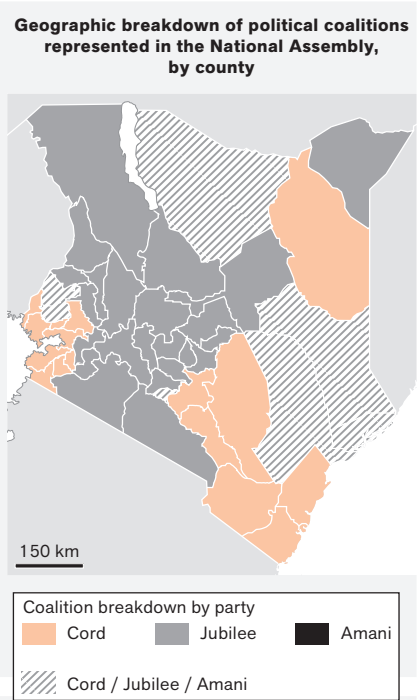 Geographic breakdown of political coalitions
represented in the National Assembly,
by county
150 km
Coalition breakdown by party
Cord
Jubilee
Amani
Cord / Jubilee / Amani